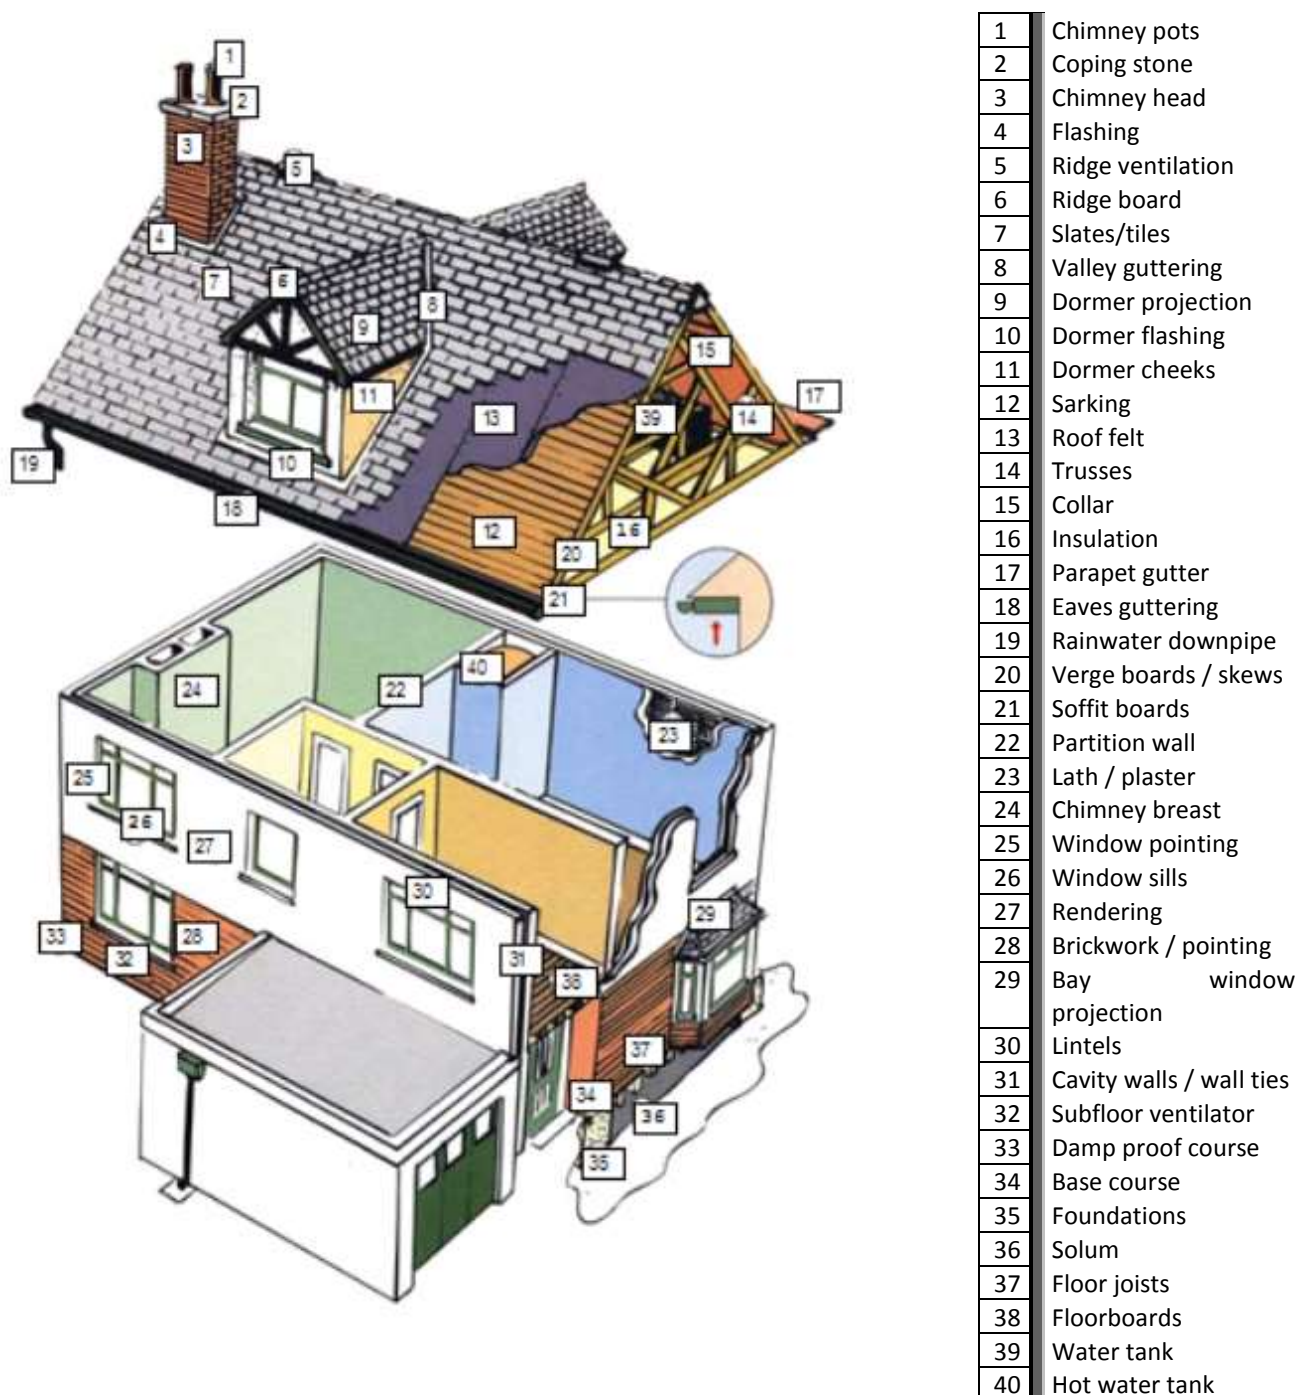 1
2
3
5
4
7
6
8
9
15
11
39
14
17
13
10
19
18
12
16
20
21
40
24
22
23
25
26
27
30
29
33
28
32
31
38
37
34
36
35
1 Chimney pots
2 Coping stone
3 Chimney head
4 Flashing
5 Ridge ventilation
6 Ridge board
7 Slates/tiles
8 Valley guttering
9 Dormer projection
10 Dormer flashing
11 Dormer cheeks
12 Sarking
13 Roof felt
14 Trusses
15 Collar
16 Insulation
17 Parapet gutter
18 Eaves guttering
19 Rainwater downpipe
20 Verge boards / skews
21 Soffit boards
22 Partition wall
23 Lath / plaster
24 Chimney breast
25 Window pointing
26 Window sills
27 Rendering
28 Brickwork / pointing
29 Bay window
projection
30 Lintels
31 Cavity walls / wall ties
32 Subfloor ventilator
33 Damp proof course
34 Base course
35 Foundations
36 Solum
37 Floor joists
38 Floorboards
39 Water tank
40 Hot water tank